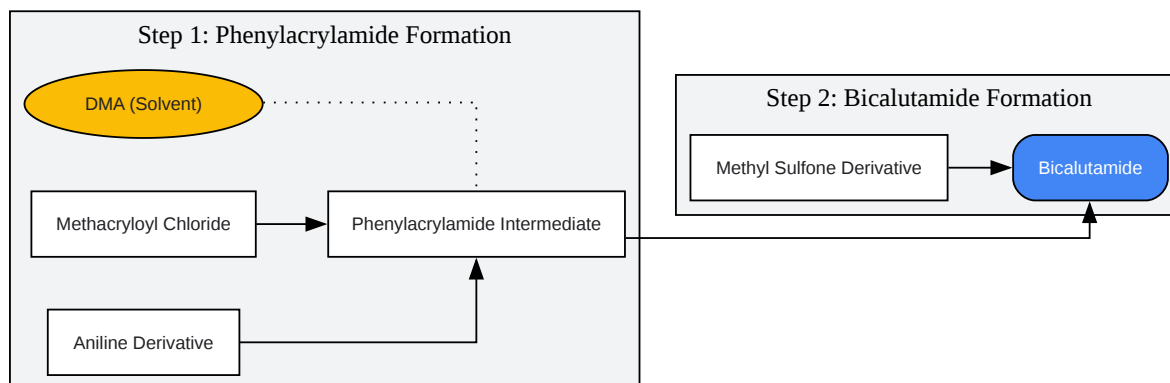 Step 1: Phenylacrylamide Formation
DMA (Solvent)
Methacryloyl Chloride
Phenylacrylamide Intermediate
Aniline Derivative
Step 2: Bicalutamide Formation
Methyl Sulfone Derivative
Bicalutamide